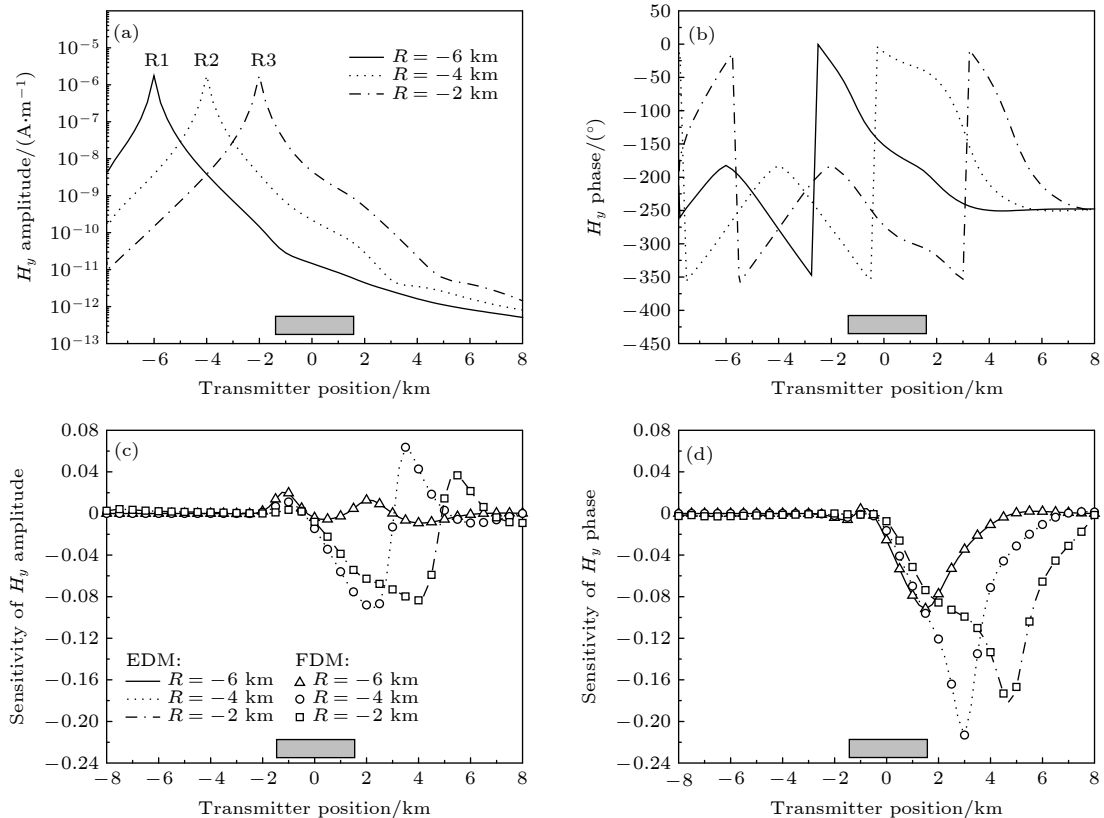 (a)
R1 R2 R3
R = −6 km
R = −4 km
R = −2 km
10⁻⁵
10⁻⁶
10⁻⁷
10⁻⁸
10⁻⁹
10⁻¹⁰
10⁻¹¹
10⁻¹²
10⁻¹³
H_y amplitude/(A·m⁻¹)
−6 −4 −2 0 2 4 6 8
Transmitter position/km
(b)
50
0
−50
−100
−150
−200
−250
−300
−350
−400
−450
H_y phase/(°)
−6 −4 −2 0 2 4 6 8
Transmitter position/km
(c)
0.08
0.04
0
−0.04
−0.08
−0.12
−0.16
−0.20
−0.24
Sensitivity of H_y amplitude
EDM: FDM:
R = −6 km R = −6 km
R = −4 km R = −4 km
R = −2 km R = −2 km
−8 −6 −4 −2 0 2 4 6 8
Transmitter position/km
(d)
0.08
0.04
0
−0.04
−0.08
−0.12
−0.16
−0.20
−0.24
Sensitivity of H_y phase
−8 −6 −4 −2 0 2 4 6 8
Transmitter position/km